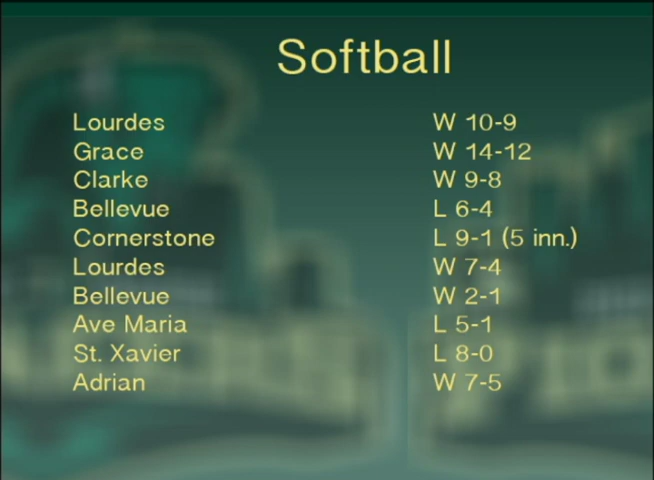 Softball
Lourdes W 10-9
Grace W 14-12
Clarke W 9-8
Bellevue L 6-4
Cornerstone L 9-1 (5 inn.)
Lourdes W 7-4
Bellevue W 2-1
Ave Maria L 5-1
St. Xavier L 8-0
Adrian W 7-5